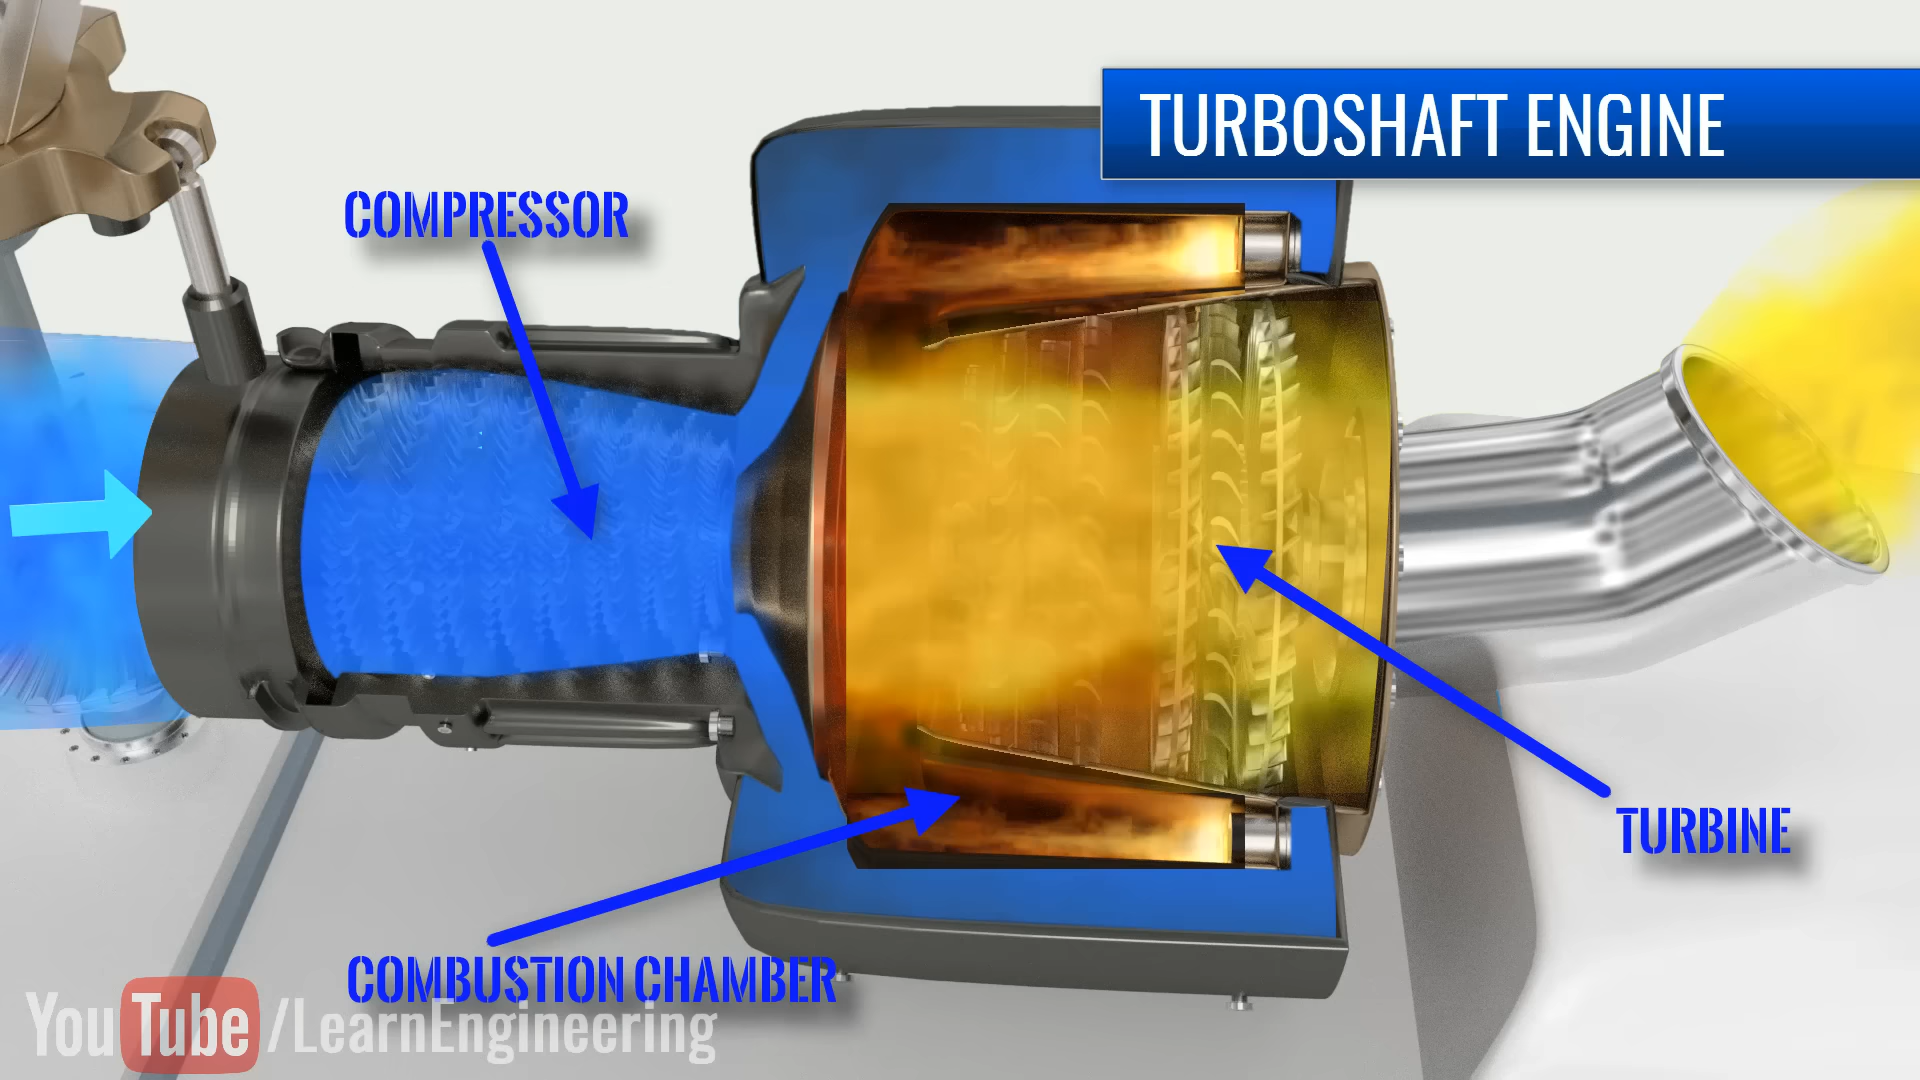 TURBOSHAFT ENGINE
COMPRESSOR
TURBINE
COMBUSTION CHAMBER
YouTube/LearnEngineering